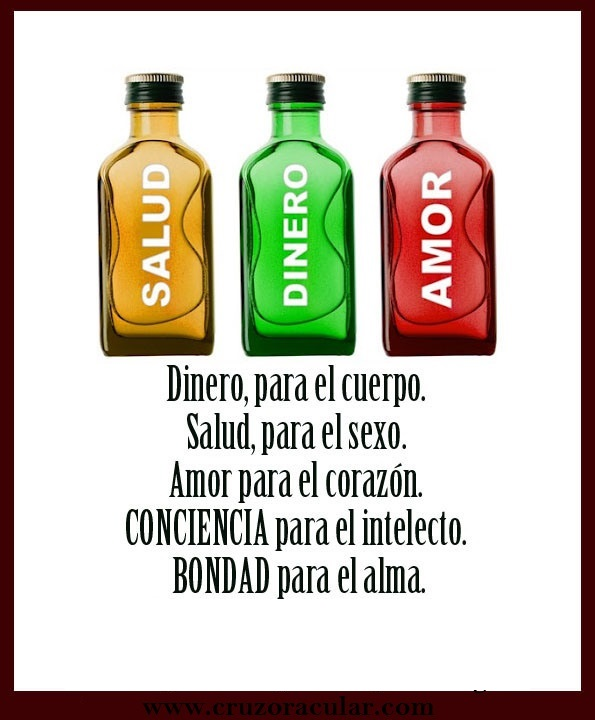 SALUD
DINERO
AMOR
Dinero, para el cuerpo.
Salud, para el sexo.
Amor para el corazón.
CONCIENCIA para el intelecto.
BONDAD para el alma.
www.cruzoracular.com